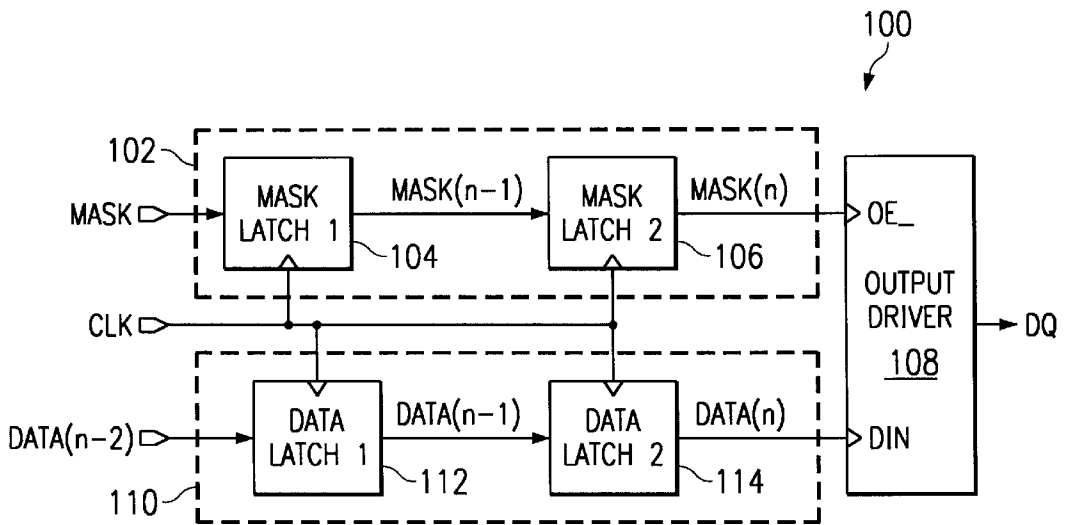 100
102
MASK
MASK
LATCH 1
104
MASK(n-1)
MASK
LATCH 2
106
MASK(n)
OE_
CLK
OUTPUT
DRIVER
108
DQ
DATA(n-2)
DATA
LATCH 1
112
DATA(n-1)
DATA
LATCH 2
114
DATA(n)
DIN
110